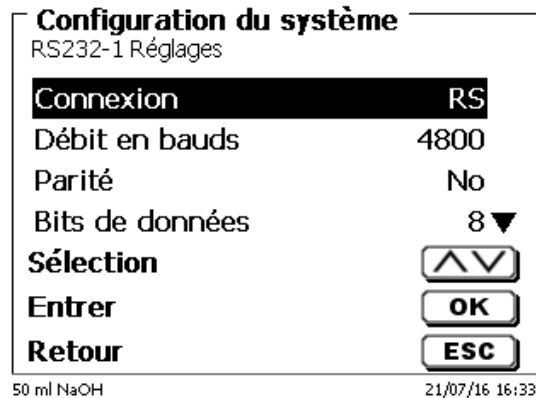 Configuration du système
RS232-1 Réglages
Connexion RS
Débit en bauds 4800
Parité No
Bits de données 8
Sélection
Entrer OK
Retour ESC
50 ml NaOH 21/07/16 16:33